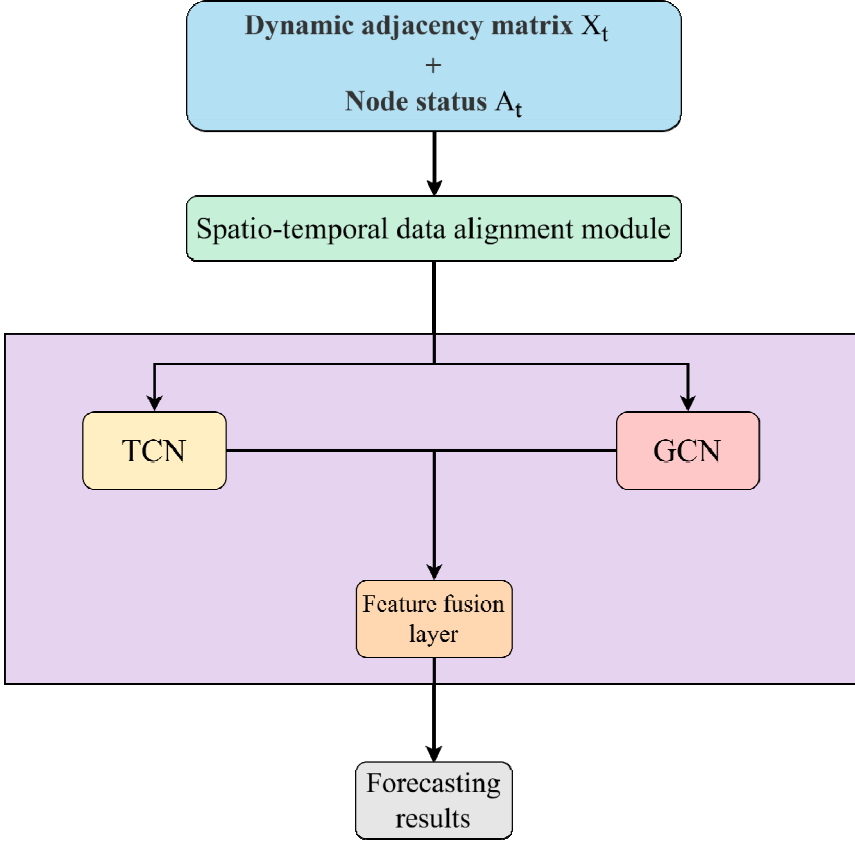 Dynamic adjacency matrix Xₜ
+
Node status Aₜ
Spatio-temporal data alignment module
TCN
GCN
Feature fusion
layer
Forecasting
results